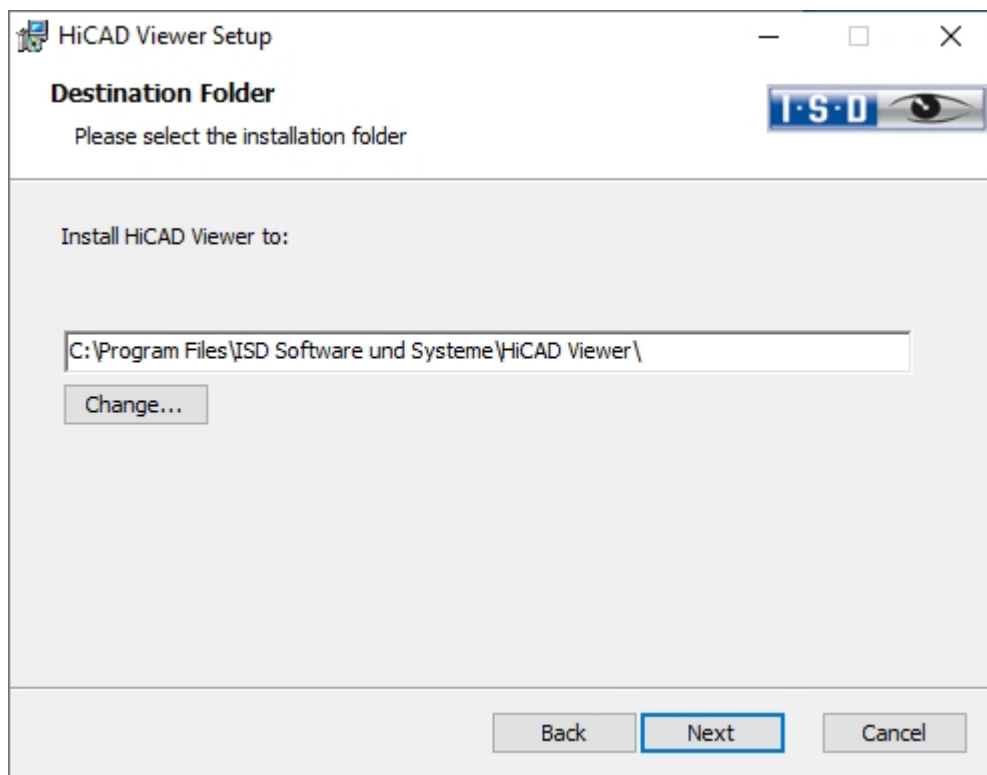 HiCAD Viewer Setup
Destination Folder
I·S·D
Please select the installation folder
Install HiCAD Viewer to:
C:\Program Files\ISD Software und Systeme\HiCAD Viewer\
Change...
Back Next Cancel